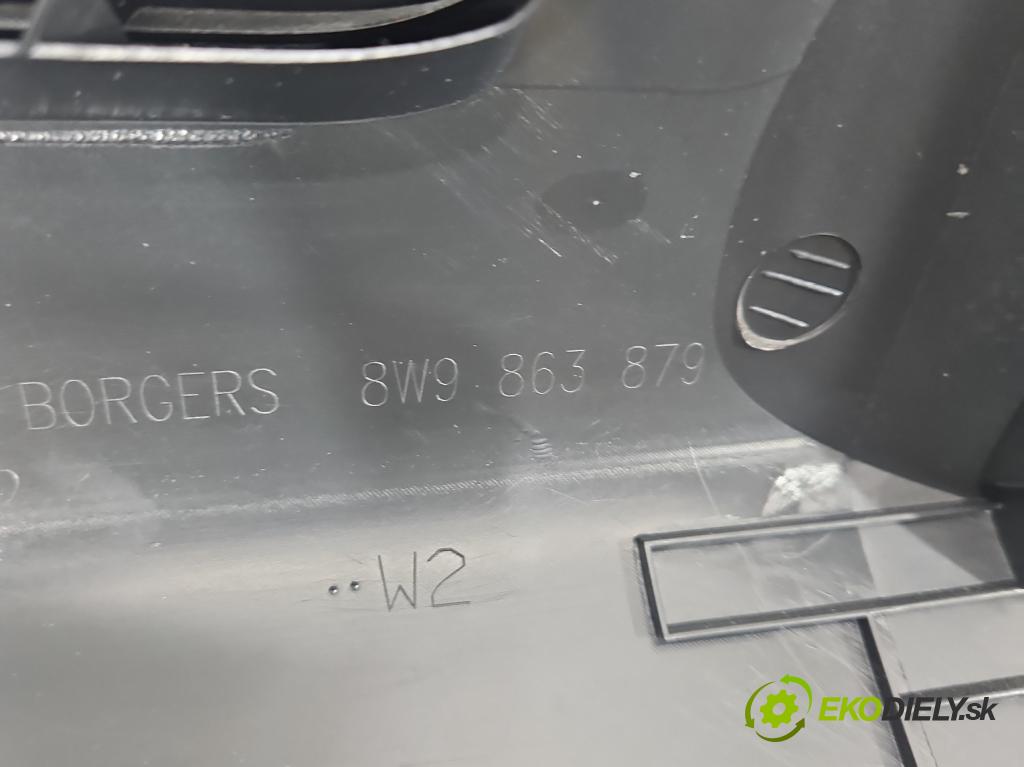 BORGERS 8W9 863 879
W2
EKODIELY.sk